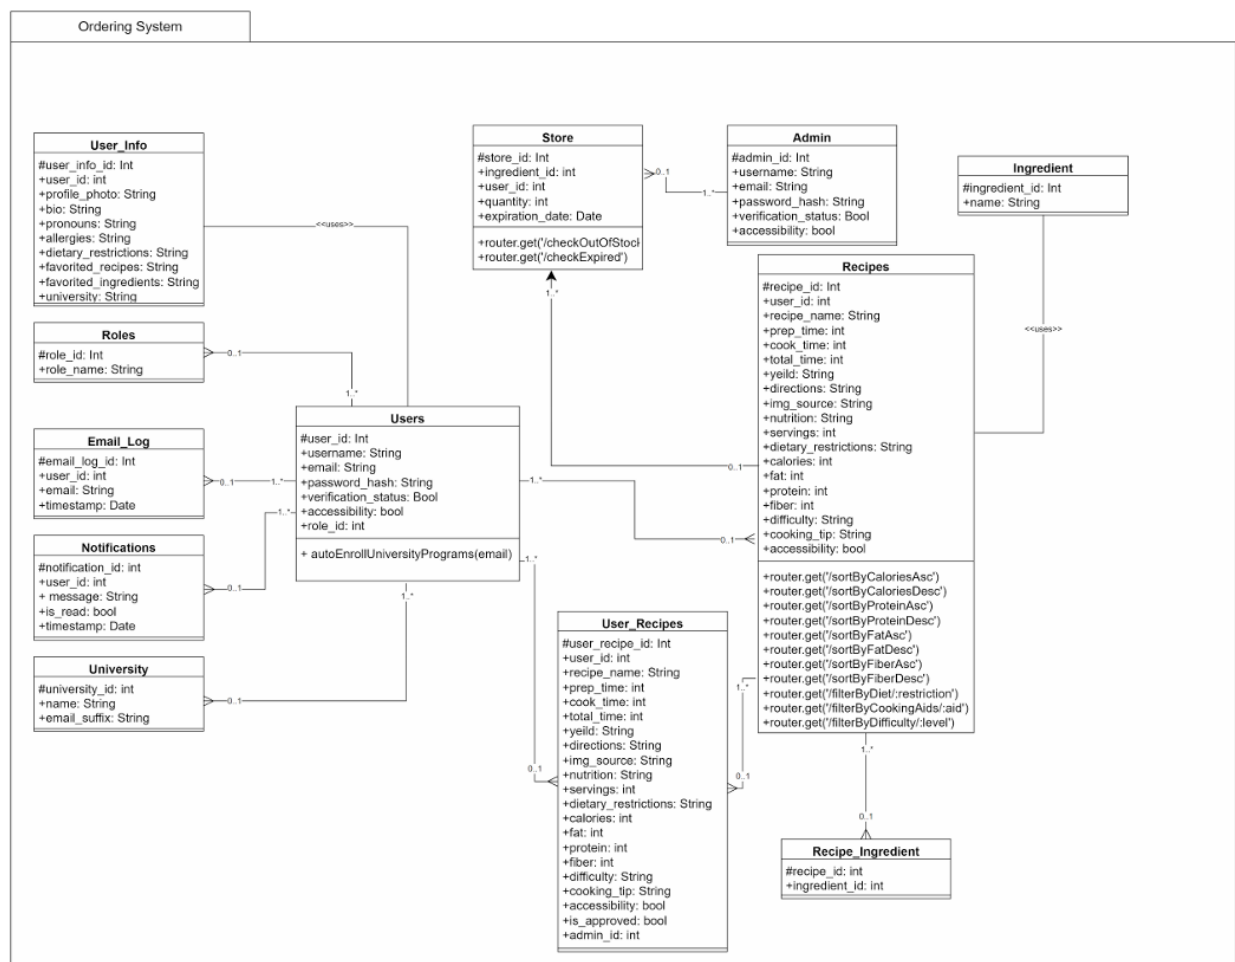 Ordering System
User_Info
#user_info_id: Int
+user_id: int
+profile_photo: String
+bio: String
+pronouns: String
+allergies: String
+dietary_restrictions: String
+favorited_recipes: String
+favorited_ingredients: String
+university: String
Roles
#role_id: Int
+role_name: String
Email_Log
#email_log_id: Int
+user_id: int
+email: String
+timestamp: Date
Notifications
#notification_id: int
+user_id: int
+ message: String
+is_read: bool
+timestamp: Date
University
#university_id: int
+name: String
+email_suffix: String
<<uses>>
0..1
1..*
0..1
1..*
1..*
0..1
1..*
0..1
Users
#user_id: Int
+username: String
+email: String
+password_hash: String
+verification_status: Bool
+accessibility: bool
+role_id: int
+ autoEnrollUniversityPrograms(email)
1..*
0..1
1..*
0..1
Store
#store_id: Int
+ingredient_id: int
+user_id: int
+quantity: int
+expiration_date: Date
+router.get('/checkOutOfStock
+router.get('/checkExpired')
0..1
1..*
1..*
0..1
Admin
#admin_id: Int
+username: String
+email: String
+password_hash: String
+verification_status: Bool
+accessibility: bool
Ingredient
#ingredient_id: Int
+name: String
<<uses>>
Recipes
#recipe_id: Int
+user_id: int
+recipe_name: String
+prep_time: int
+cook_time: int
+total_time: int
+yeild: String
+directions: String
+img_source: String
+nutrition: String
+servings: int
+dietary_restrictions: String
+calories: int
+fat: int
+protein: int
+fiber: int
+difficulty: String
+cooking_tip: String
+accessibility: bool
+router.get('/sortByCaloriesAsc')
+router.get('/sortByCaloriesDesc')
+router.get('/sortByProteinAsc')
+router.get('/sortByProteinDesc')
+router.get('/sortByFatAsc')
+router.get('/sortByFatDesc')
+router.get('/sortByFiberAsc')
+router.get('/sortByFiberDesc')
+router.get('/filterByDiet/:restriction')
+router.get('/filterByCookingAids/:aid')
+router.get('/filterByDifficulty/:level')
User_Recipes
#user_recipe_id: Int
+user_id: int
+recipe_name: String
+prep_time: int
+cook_time: int
+total_time: int
+yeild: String
+directions: String
+img_source: String
+nutrition: String
+servings: int
+dietary_restrictions: String
+calories: int
+fat: int
+protein: int
+fiber: int
+difficulty: String
+cooking_tip: String
+accessibility: bool
+is_approved: bool
+admin_id: int
1..*
0..1
1..*
0..1
Recipe_Ingredient
#recipe_id: int
+ingredient_id: int